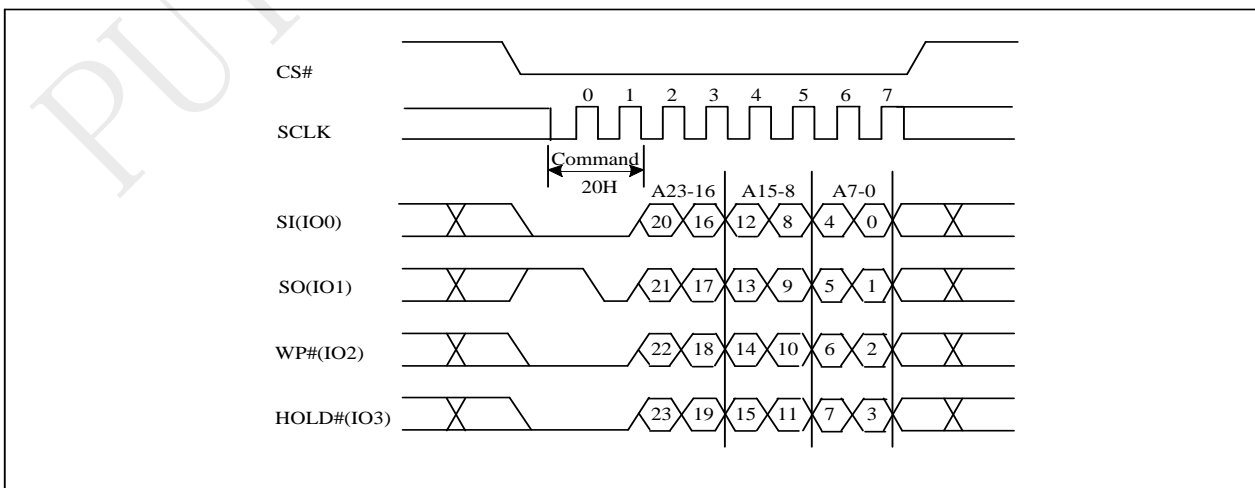 PUY
CS#
0 1 2 3 4 5 6 7
SCLK
Command
20H
A23-16 A15-8 A7-0
SI(IO0) 20 16 12 8 4 0
SO(IO1) 21 17 13 9 5 1
WP#(IO2) 22 18 14 10 6 2
HOLD#(IO3) 23 19 15 11 7 3